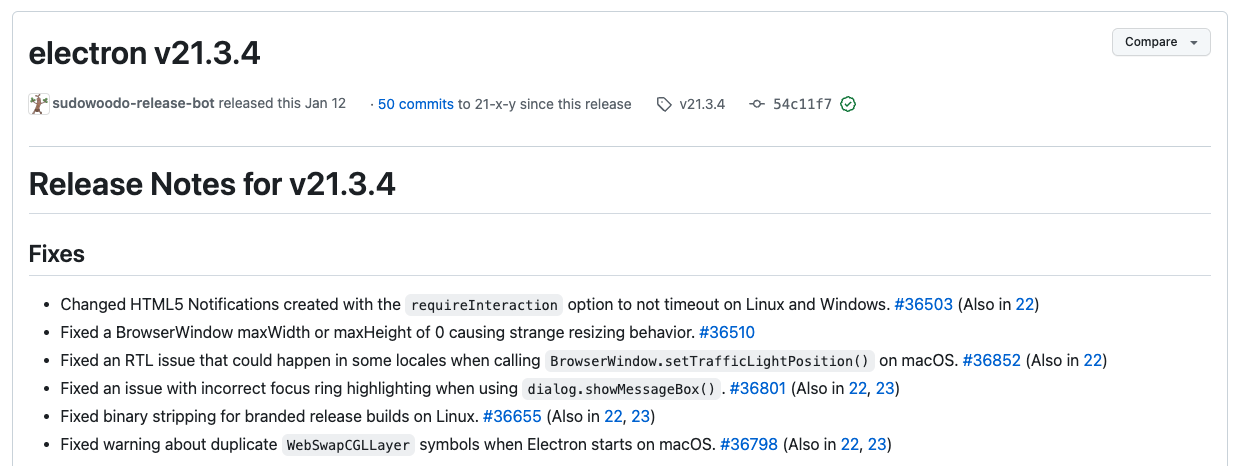 electron v21.3.4
Compare
sudowoodo-release-bot released this Jan 12 · 50 commits to 21-x-y since this release v21.3.4 54c11f7
Release Notes for v21.3.4
Fixes
• Changed HTML5 Notifications created with the requireInteraction option to not timeout on Linux and Windows. #36503 (Also in 22)
• Fixed a BrowserWindow maxWidth or maxHeight of 0 causing strange resizing behavior. #36510
• Fixed an RTL issue that could happen in some locales when calling BrowserWindow.setTrafficLightPosition() on macOS. #36852 (Also in 22)
• Fixed an issue with incorrect focus ring highlighting when using dialog.showMessageBox() . #36801 (Also in 22, 23)
• Fixed binary stripping for branded release builds on Linux. #36655 (Also in 22, 23)
• Fixed warning about duplicate WebSwapCGLLayer symbols when Electron starts on macOS. #36798 (Also in 22, 23)